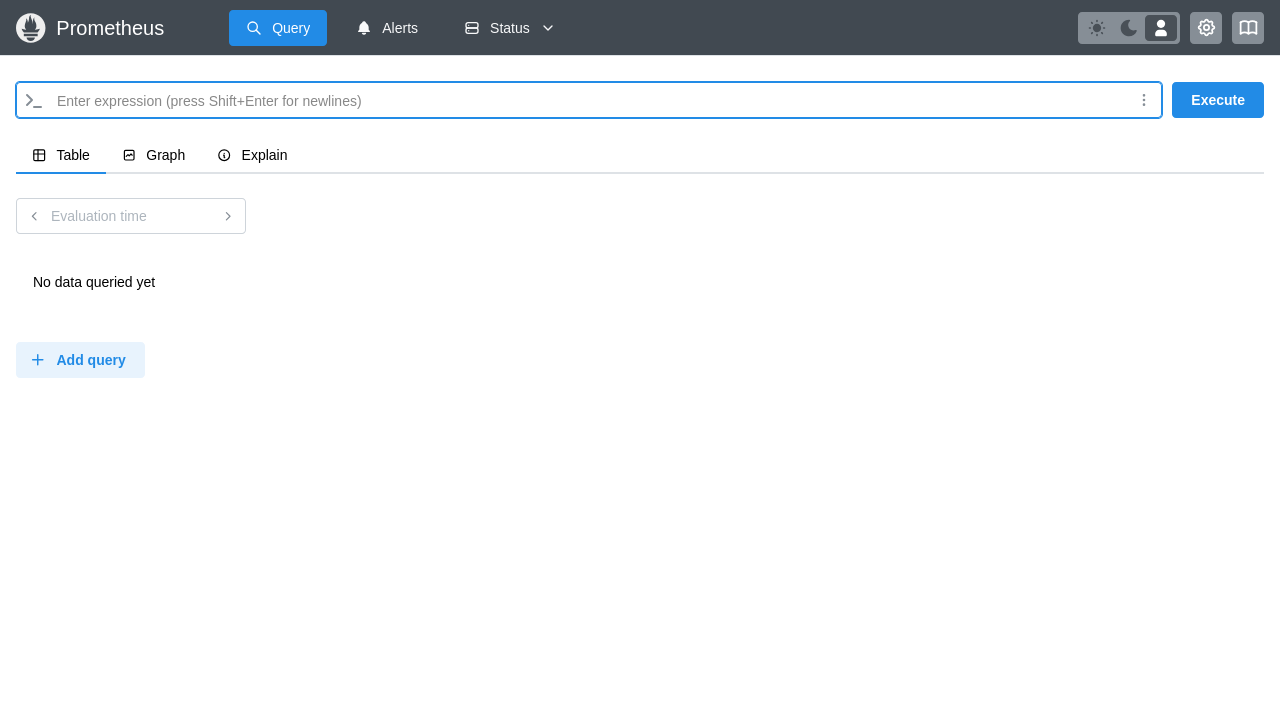 Prometheus
Query
Alerts
Status
Enter expression (press Shift+Enter for newlines)
Execute
Table
Graph
Explain
Evaluation time
No data queried yet
Add query